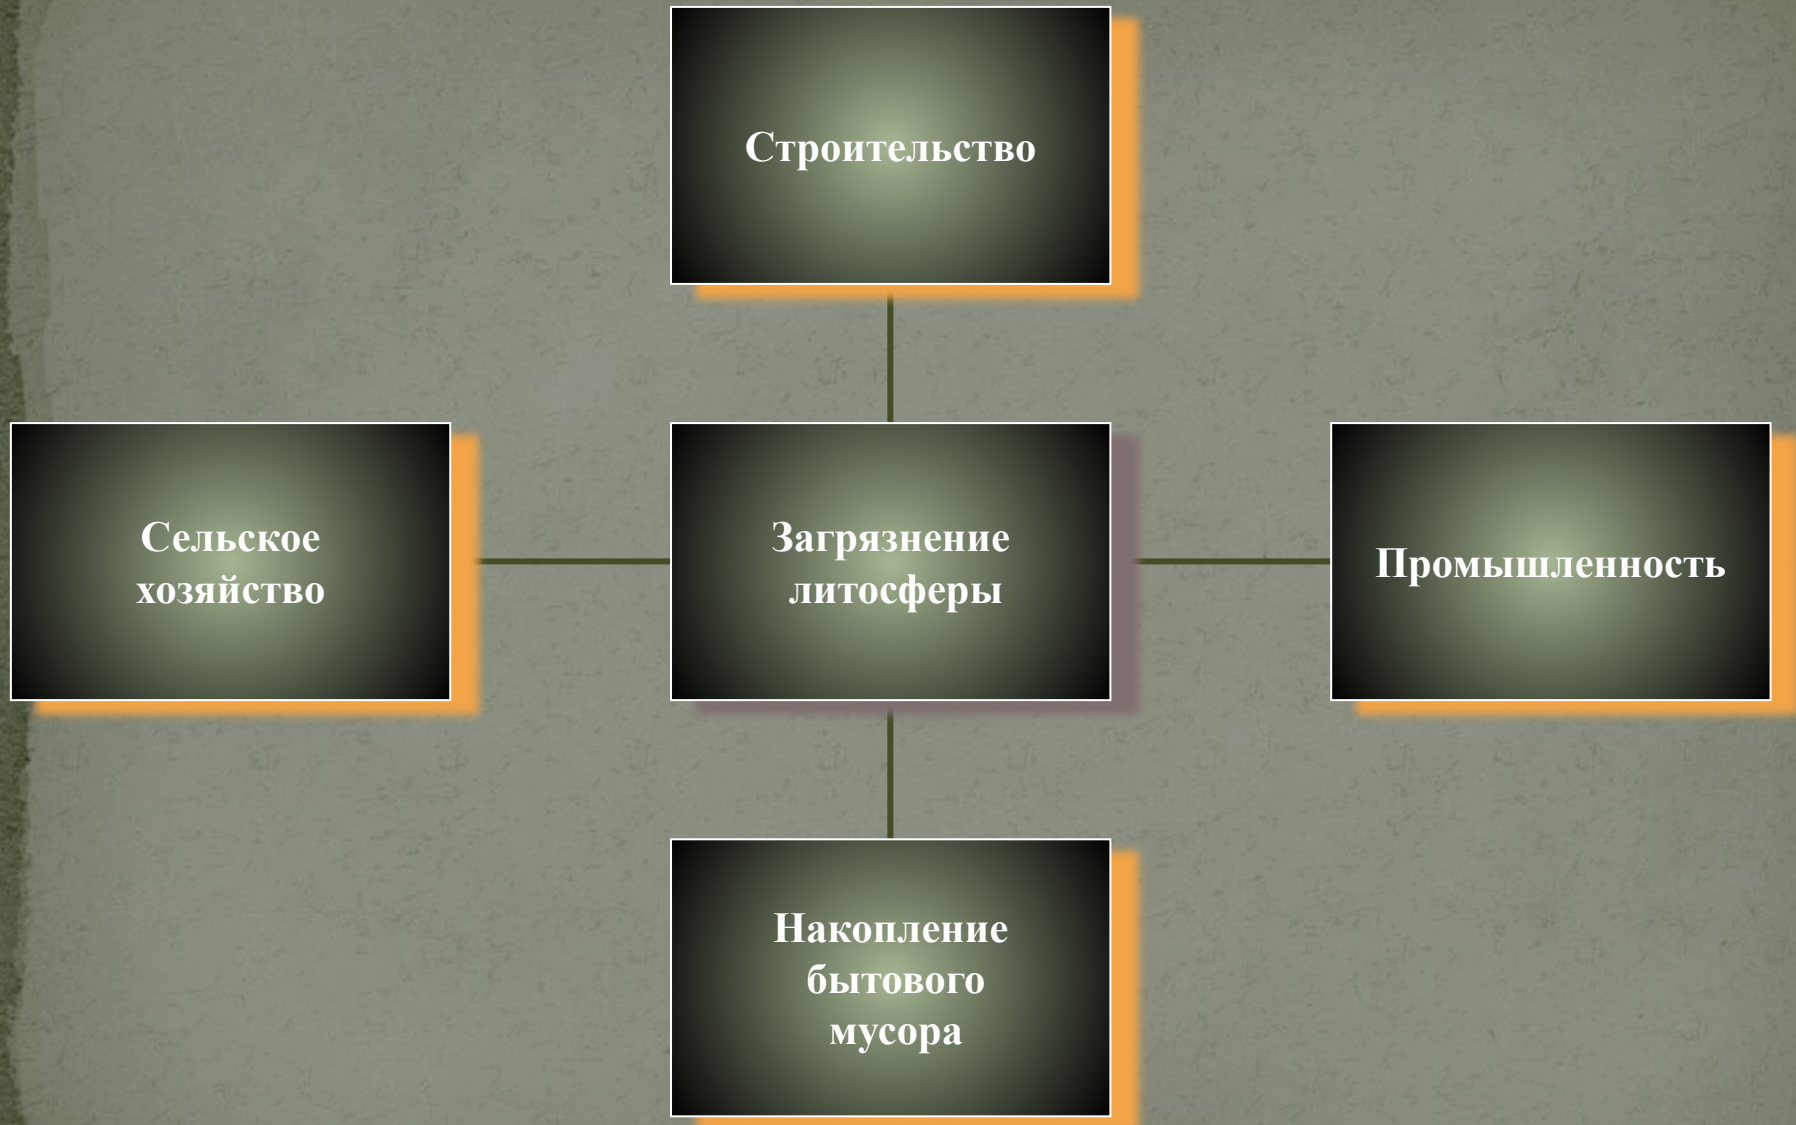 Строительство
Сельское
хозяйство
Загрязнение
литосферы
Промышленность
Накопление
бытового
мусора